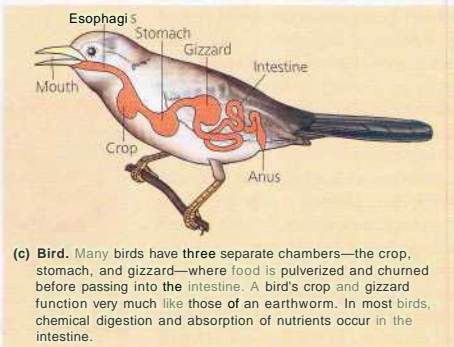 Esophagi s
Stomach
Gizzard
Intestine
Mouth
Crop
Anus
(c) Bird. Many birds have three separate chambers—the crop,
stomach, and gizzard—where food is pulverized and churned
before passing into the intestine. A bird's crop and gizzard
function very much like those of an earthworm. In most birds,
chemical digestion and absorption of nutrients occur in the
intestine.